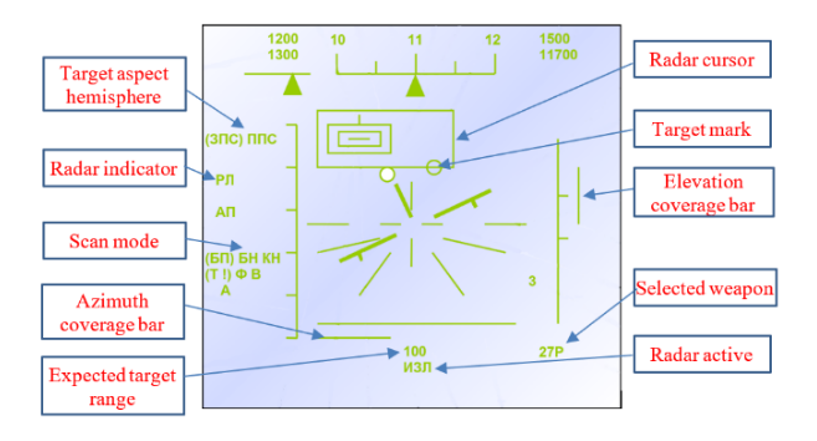 Target aspect
hemisphere
Radar indicator
Scan mode
Azimuth
coverage bar
Expected target
range
1200
1300
10 11 12
1500
11700
(ЗПС) ППС
РЛ
АП
(БП) БН КН
(Т !) Ф В
А
3
100
ИЗЛ
27Р
Radar cursor
Target mark
Elevation
coverage bar
Selected weapon
Radar active